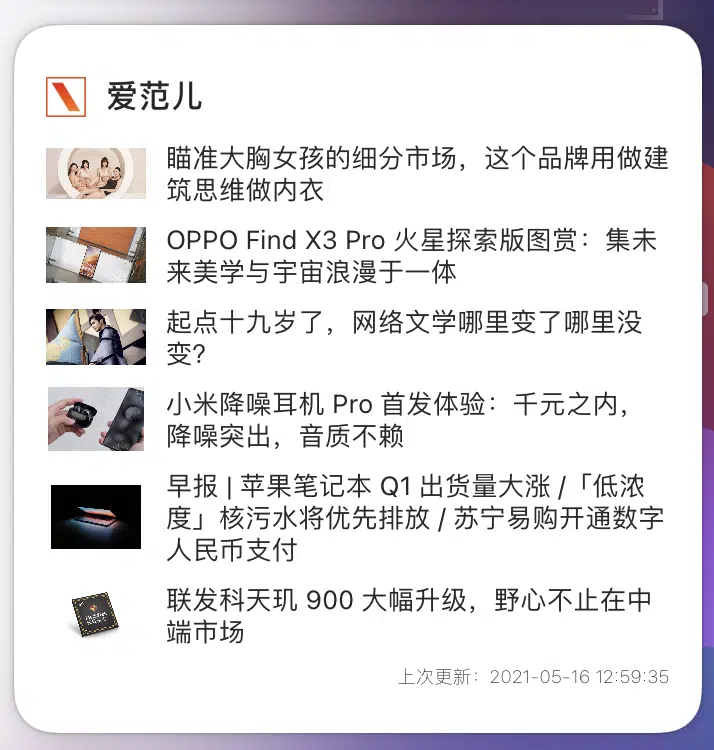 爱范儿
瞄准大胸女孩的细分市场，这个品牌用做建
筑思维做内衣
OPPO Find X3 Pro 火星探索版图赏：集未
来美学与宇宙浪漫于一体
起点十九岁了，网络文学哪里变了哪里没
变?
小米降噪耳机 Pro 首发体验：千元之内，
降噪突出，音质不赖
早报 | 苹果笔记本 Q1 出货量大涨 /「低浓
度」核污水将优先排放 / 苏宁易购开通数字
人民币支付
联发科天玑 900 大幅升级，野心不止在中
端市场
上次更新：2021-05-16 12:59:35